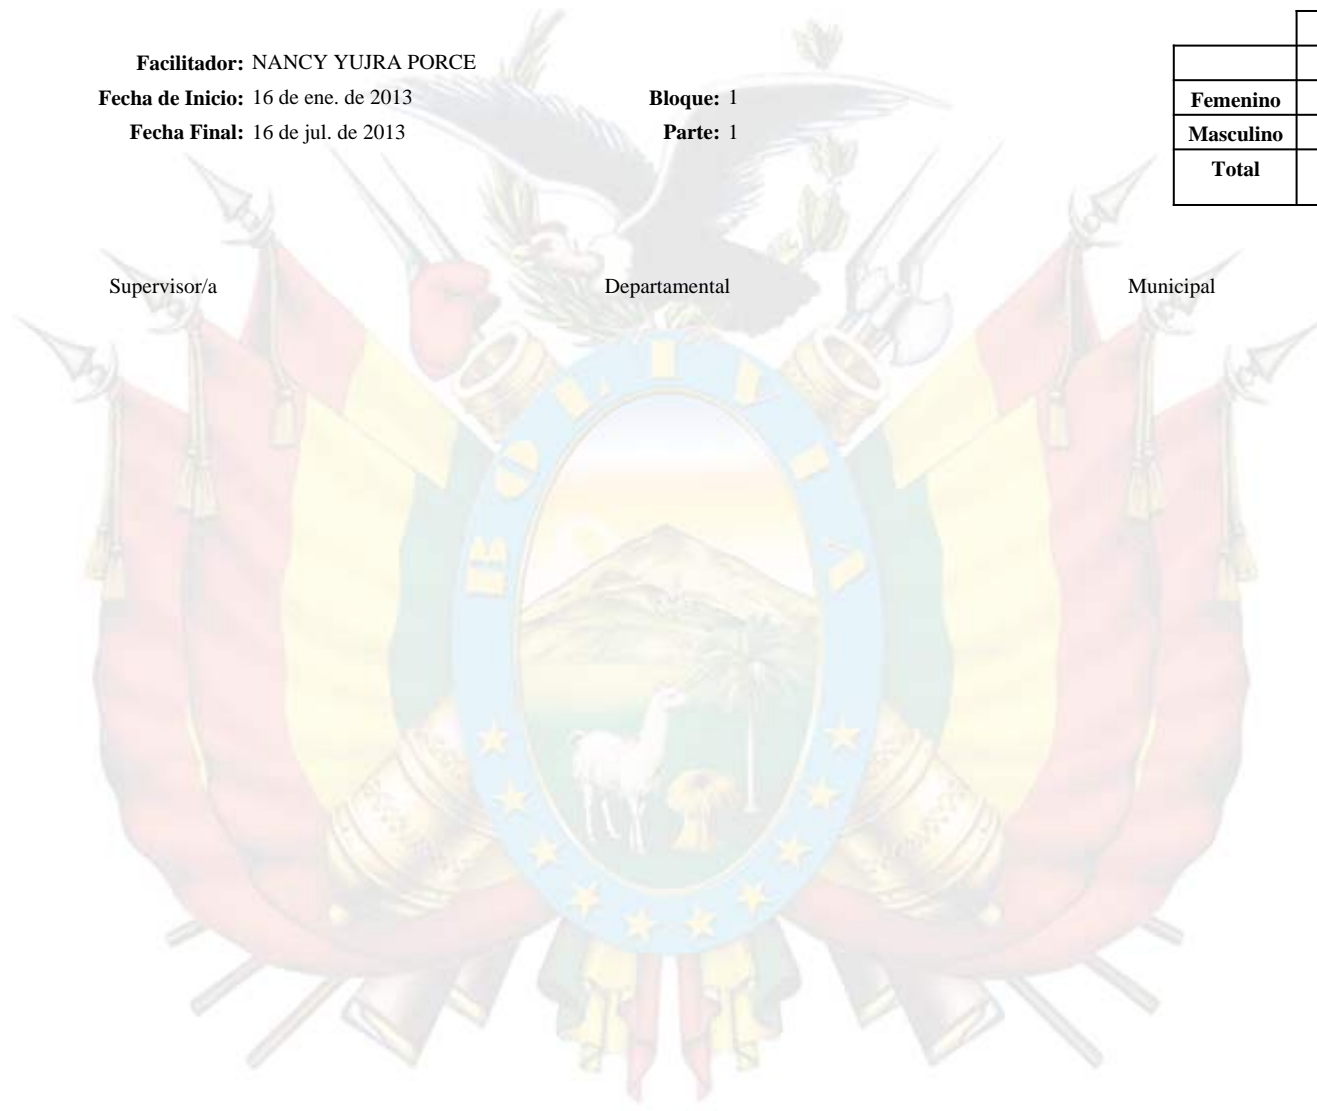 Facilitador: NANCY YUJRA PORCE
Fecha de Inicio: 16 de ene. de 2013 Bloque: 1
Fecha Final: 16 de jul. de 2013 Parte: 1
Femenino
Masculino
Total
Supervisor/a Departamental Municipal
BOLIVIA